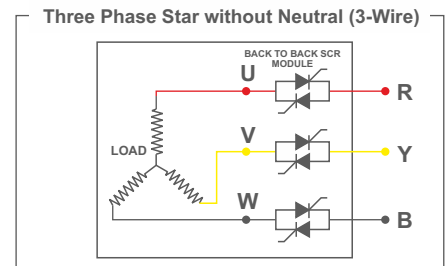 Three Phase Star without Neutral (3-Wire)
BACK TO BACK SCR
MODULE
U
R
LOAD
V
Y
W
B